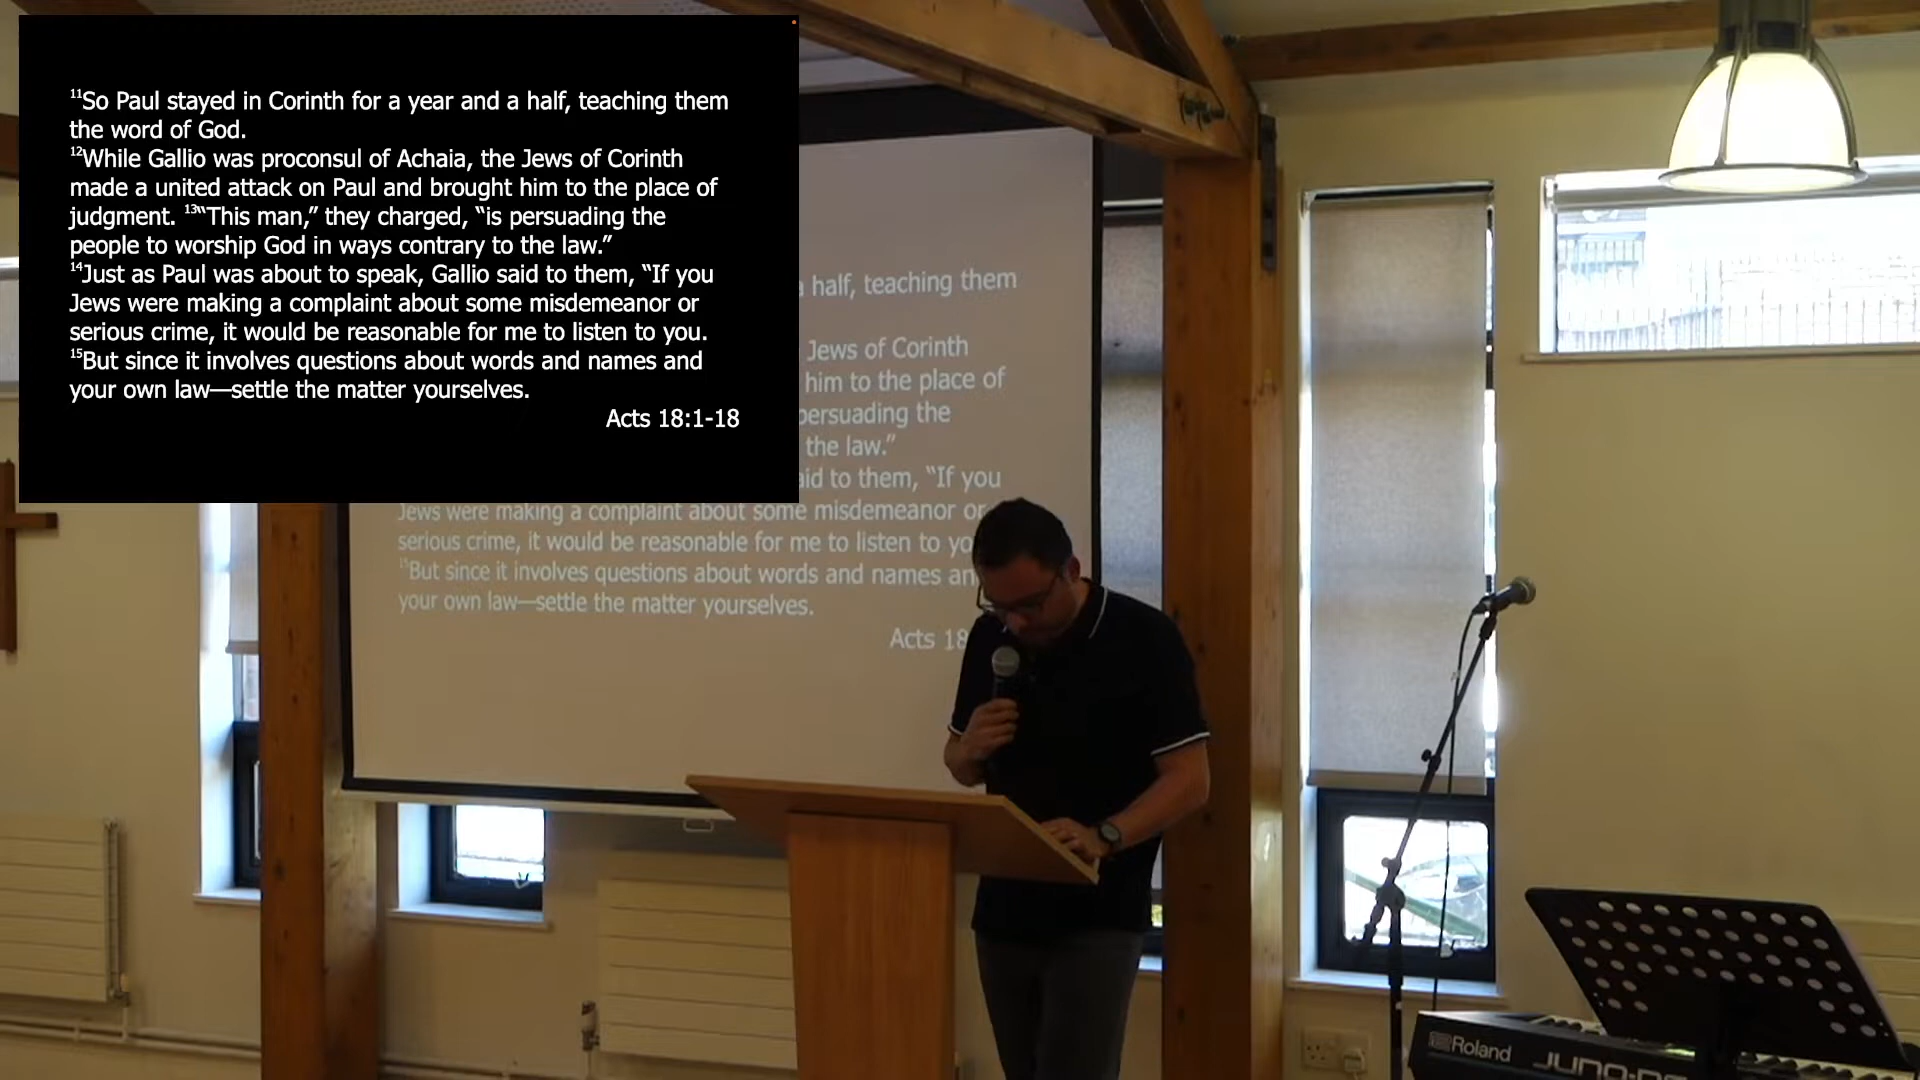 ¹¹So Paul stayed in Corinth for a year and a half, teaching them
the word of God.
¹²While Gallio was proconsul of Achaia, the Jews of Corinth
made a united attack on Paul and brought him to the place of
judgment. ¹³“This man,” they charged, “is persuading the
people to worship God in ways contrary to the law.”
¹⁴Just as Paul was about to speak, Gallio said to them, “If you
Jews were making a complaint about some misdemeanor or
serious crime, it would be reasonable for me to listen to you.
¹⁵But since it involves questions about words and names and
your own law—settle the matter yourselves.
Acts 18:1-18
half, teaching them
Jews of Corinth
him to the place of
persuading the
the law.”
said to them, “If you
Jews were making a complaint about some misdemeanor or
serious crime, it would be reasonable for me to listen to yo
¹⁵But since it involves questions about words and names an
your own law—settle the matter yourselves.
Acts 18
Roland